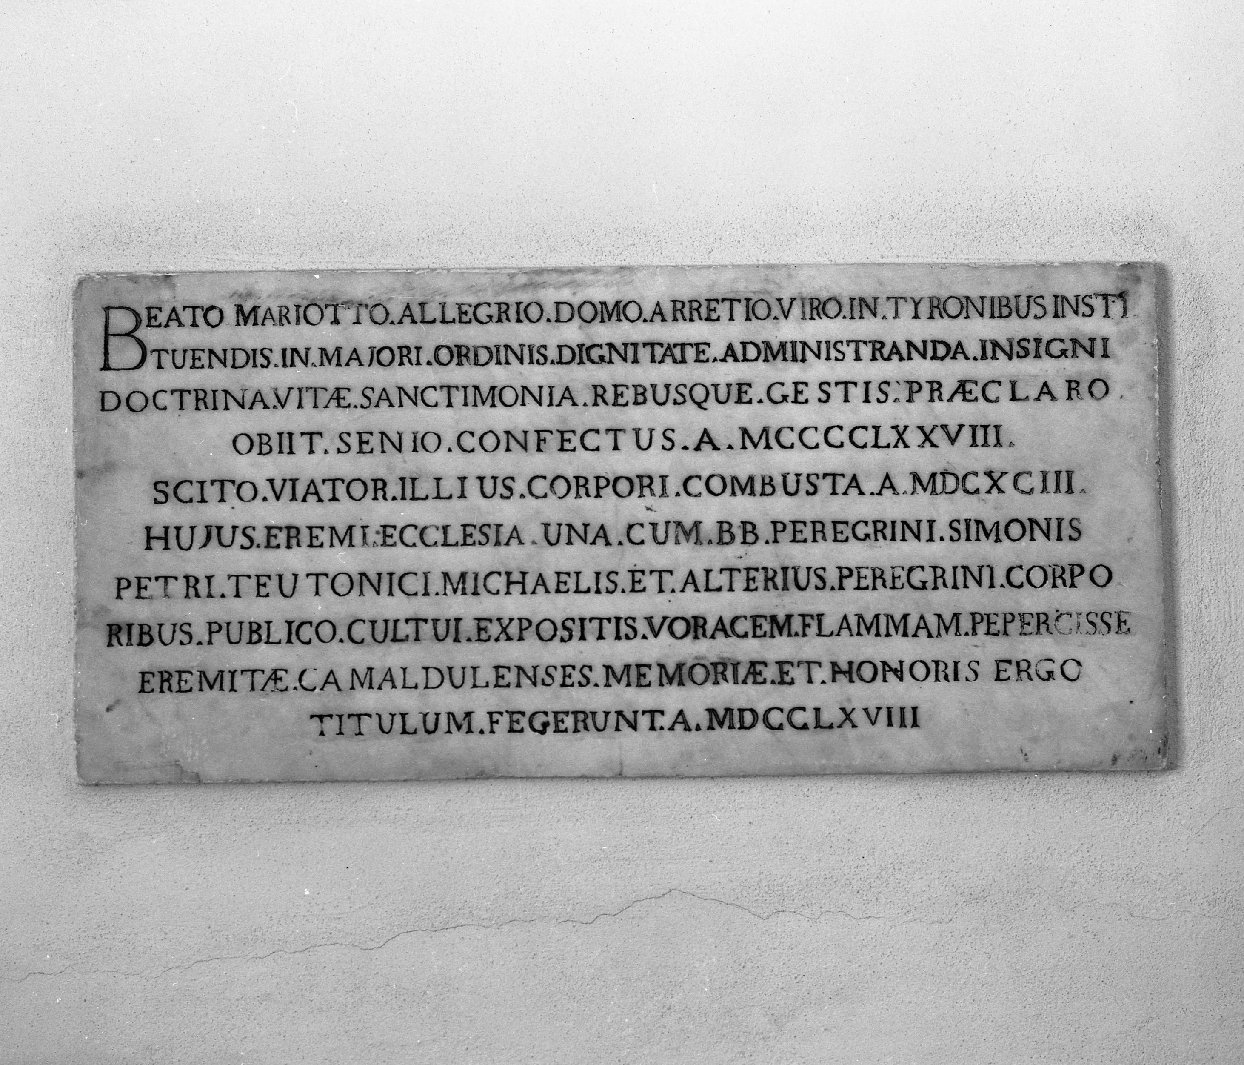 BEATO MARIOTTO.ALLEGRIO.DOMO.ARRETIO.VIRO.IN.TYRONIBUS INSTI
TUENDIS.IN.MAJORI.ORDINIS.DIGNITATE.ADMINISTRANDA.INSIGNI
DOCTRINA.VITÆ.SANCTIMONIA.REBUSQUE.GESTIS.PRÆCLARO.
OBIIT.SENIO.CONFECTUS.A.MCCCCLXXVIII.
SCITO.VIATOR.ILLIUS.CORPORI.COMBUSTA.A.MDCXCIII.
HUJUS.EREMI.ECCLESIA.UNA.CUM.BB.PEREGRINI.SIMONIS
PETRI.TEUTONICI.MICHAELIS.ET.ALTERIUS.PEREGRINI.CORPO
RIBUS.PUBLICO.CULTUI.EXPOSITIS.VORACEM.FLAMMAM.PEPERCISSE
EREMITÆ.CAMALDULENSES.MEMORIÆ.ET.HONORIS ERGO
TITULUM.FEGERUNT.A.MDCCLXVIII